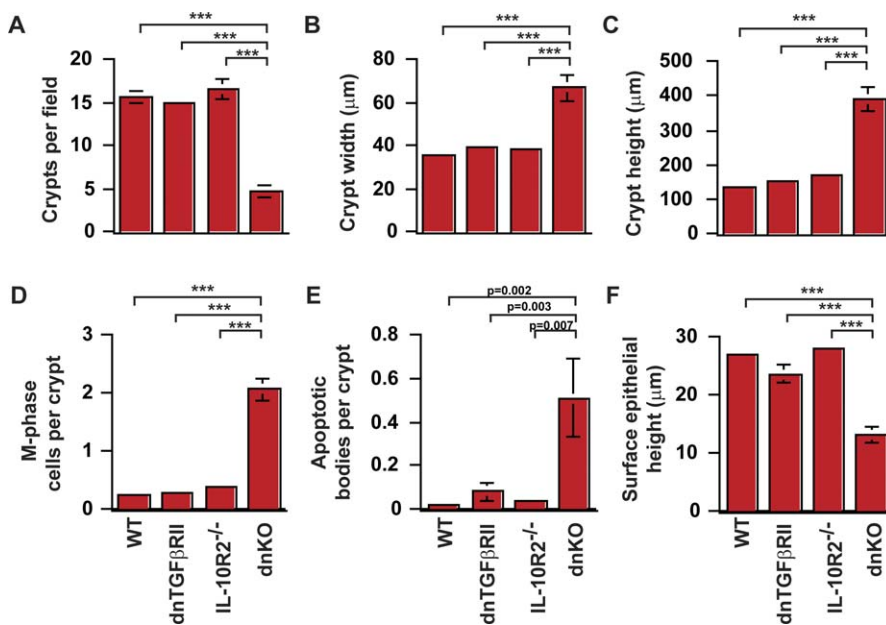 A
***
***
***
Crypts per field
20
15
10
5
0
B
***
***
***
Crypt width (μm)
80
60
40
20
0
C
***
***
***
Crypt height (μm)
500
400
300
200
100
0
D
***
***
***
M-phase
cells per crypt
3
2
1
0
WT
dnTGFβRII
IL-10R2-/-
dnKO
E
p=0.002
p=0.003
p=0.007
Apoptotic
bodies per crypt
0.8
0.6
0.4
0.2
0
WT
dnTGFβRII
IL-10R2-/-
dnKO
F
***
***
***
Surface epithelial
height (μm)
30
20
10
0
WT
dnTGFβRII
IL-10R2-/-
dnKO